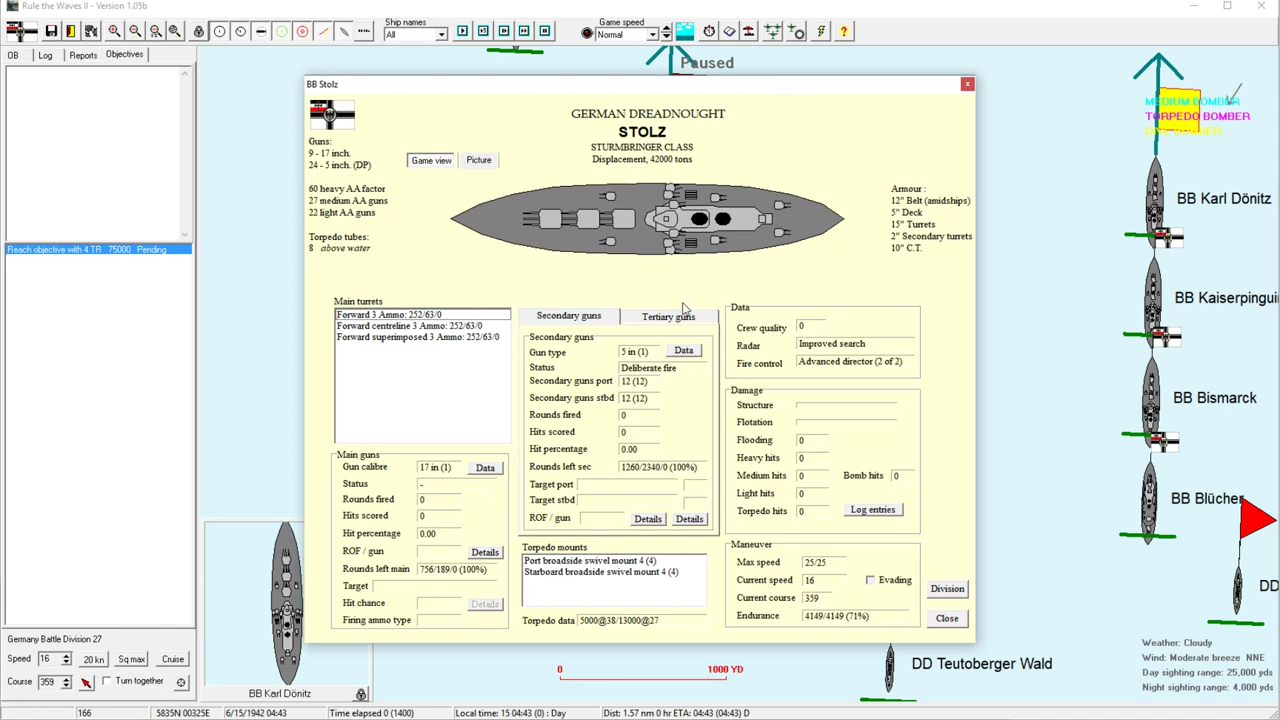 Rule the Waves II - Version 1.05b
Ship names
All
Game speed
Normal
OB
Log
Reports
Objectives
Paused
Reach objective with 4 TR 75000 Pending
BB Stolz
GERMAN DREADNOUGHT
STOLZ
STURMBRINGER CLASS
Displacement, 42000 tons
Guns:
9 - 17 inch.
24 - 5 inch. (DP)
Game view
Picture
60 heavy AA factor
27 medium AA guns
22 light AA guns
Torpedo tubes:
8 above water
Armour :
12" Belt (amidships)
5" Deck
15" Turrets
2" Secondary turrets
10" C.T.
Main turrets
Forward 3 Ammo: 252/63/0
Forward centreline 3 Ammo: 252/63/0
Forward superimposed 3 Ammo: 252/63/0
Main guns
Gun calibre 17 in (1) Data
Status -
Rounds fired 0
Hits scored 0
Hit percentage 0.00
ROF / gun Details
Rounds left main 756/189/0 (100%)
Target
Hit chance Details
Firing ammo type
Secondary guns
Tertiary guns
Secondary guns
Gun type 5 in (1) Data
Status Deliberate fire
Secondary guns port 12 (12)
Secondary guns stbd 12 (12)
Rounds fired 0
Hits scored 0
Hit percentage 0.00
Rounds left sec 1260/2340/0 (100%)
Target port
Target stbd
ROF / gun Details Details
Torpedo mounts
Port broadside swivel mount 4 (4)
Starboard broadside swivel mount 4 (4)
Torpedo data 5000@38/13000@27
Data
Crew quality 0
Radar Improved search
Fire control Advanced director (2 of 2)
Damage
Structure
Flotation
Flooding 0
Heavy hits 0
Medium hits 0 Bomb hits 0
Light hits 0
Torpedo hits 0 Log entries
Maneuver
Max speed 25/25
Current speed 16 Evading
Current course 359
Endurance 4149/4149 (71%)
Division
Close
MEDIUM BOMBER
TORPEDO BOMBER
BB Karl Dönitz
BB Kaiserpingui
BB Bismarck
BB Blücher
DD
DD Teutoberger Wald
Weather: Cloudy
Wind: Moderate breeze NNE
Day sighting range: 25,000 yds
Night sighting range: 4,000 yds
0 1000 YD
Germany Battle Division 27
Speed 16 20 kn Sq max Cruise
Course 359 Turn together
BB Karl Dönitz
166 5835N 00325E 6/15/1942 04:43 Time elapsed 0 (1400) Local time: 15 04:43 (0) : Day Dist: 1.57 nm 0 hr ETA: 04:43 (04:43) D